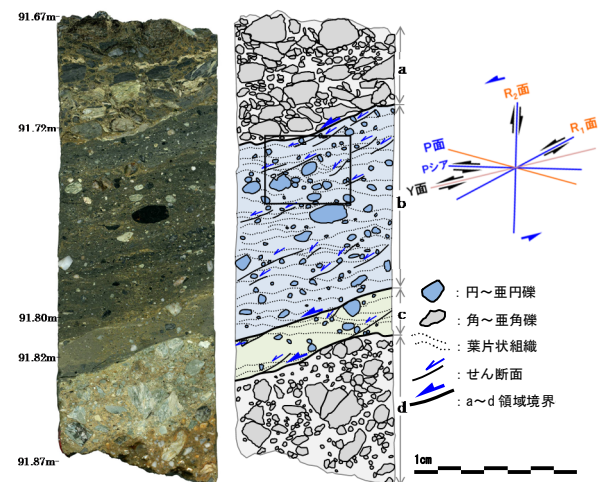 91.67m
91.72m
91.80m
91.82m
91.87m
a
b
c
d
R2面
R1面
P面
Pシア
Y面
：円～亜円礫
：角～亜角礫
：葉片状組織
：せん断面
：a～d 領域境界
1cm